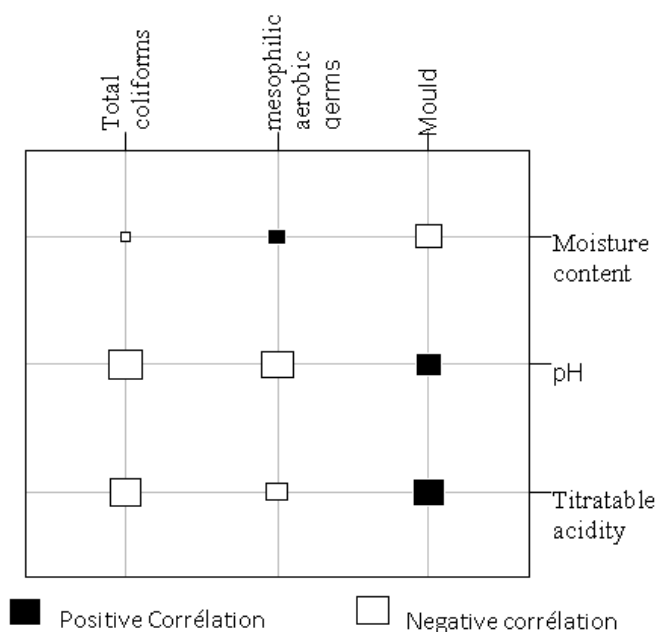 Total
coliforms
mesophilic
aerobic
germs
Mould
Moisture
content
pH
Titratable
acidity
Positive Corrélation
Negative corrélation